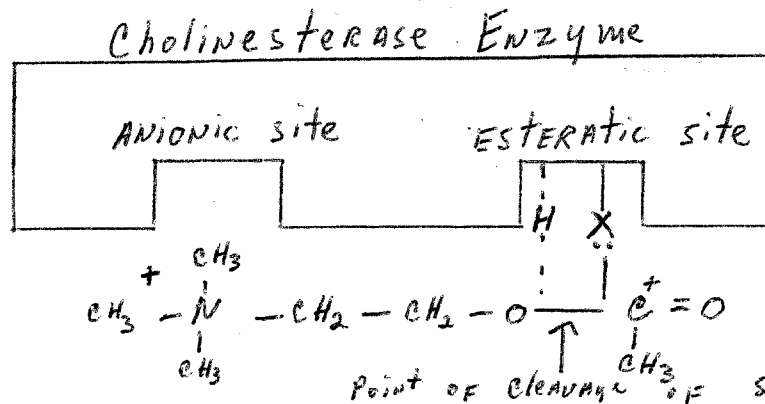 Cholinesterase Enzyme
Anionic site Esteratic site
H X
CH3
+ +
CH3 - N - CH2 - CH2 - O C = O
CH3 CH3
Point of cleavage of